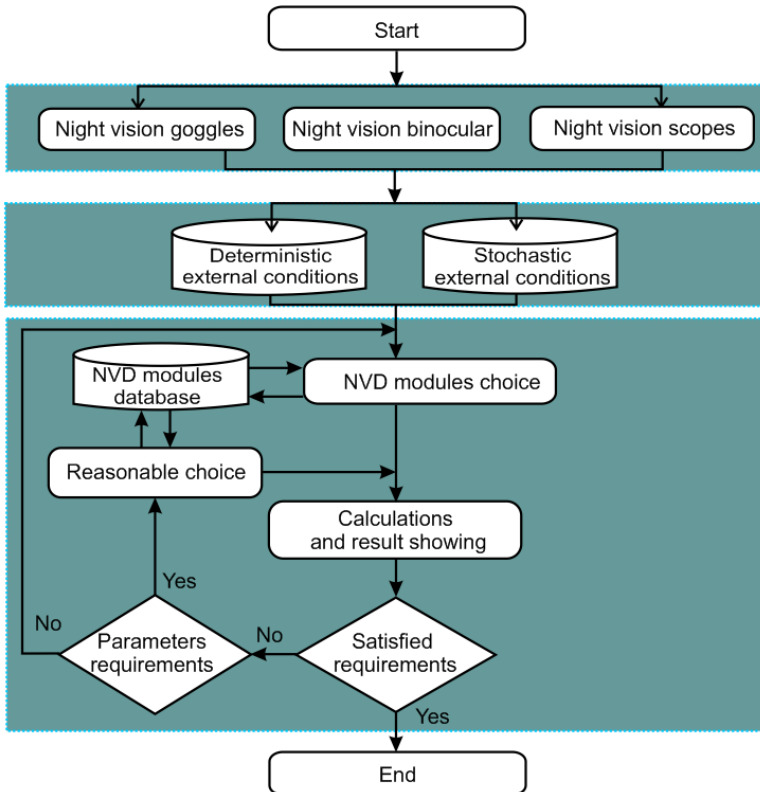 Start
Night vision goggles
Night vision binocular
Night vision scopes
Deterministic
external conditions
Stochastic
external conditions
NVD modules
database
NVD modules choice
Reasonable choice
Calculations
and result showing
Yes
No
Parameters
requirements
No
Satisfied
requirements
Yes
End